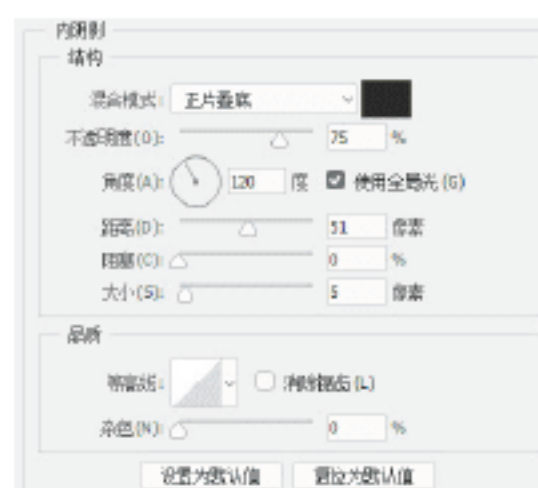 内阴影
结构
混合模式: 正片叠底
不透明度(O): 75 %
角度(A): 120 度 使用全局光(G)
距离(D): 51 像素
阻塞(C): 0 %
大小(S): 5 像素
品质
等高线: 消除锯齿(L)
杂色(N): 0 %
设置为默认值 复位为默认值